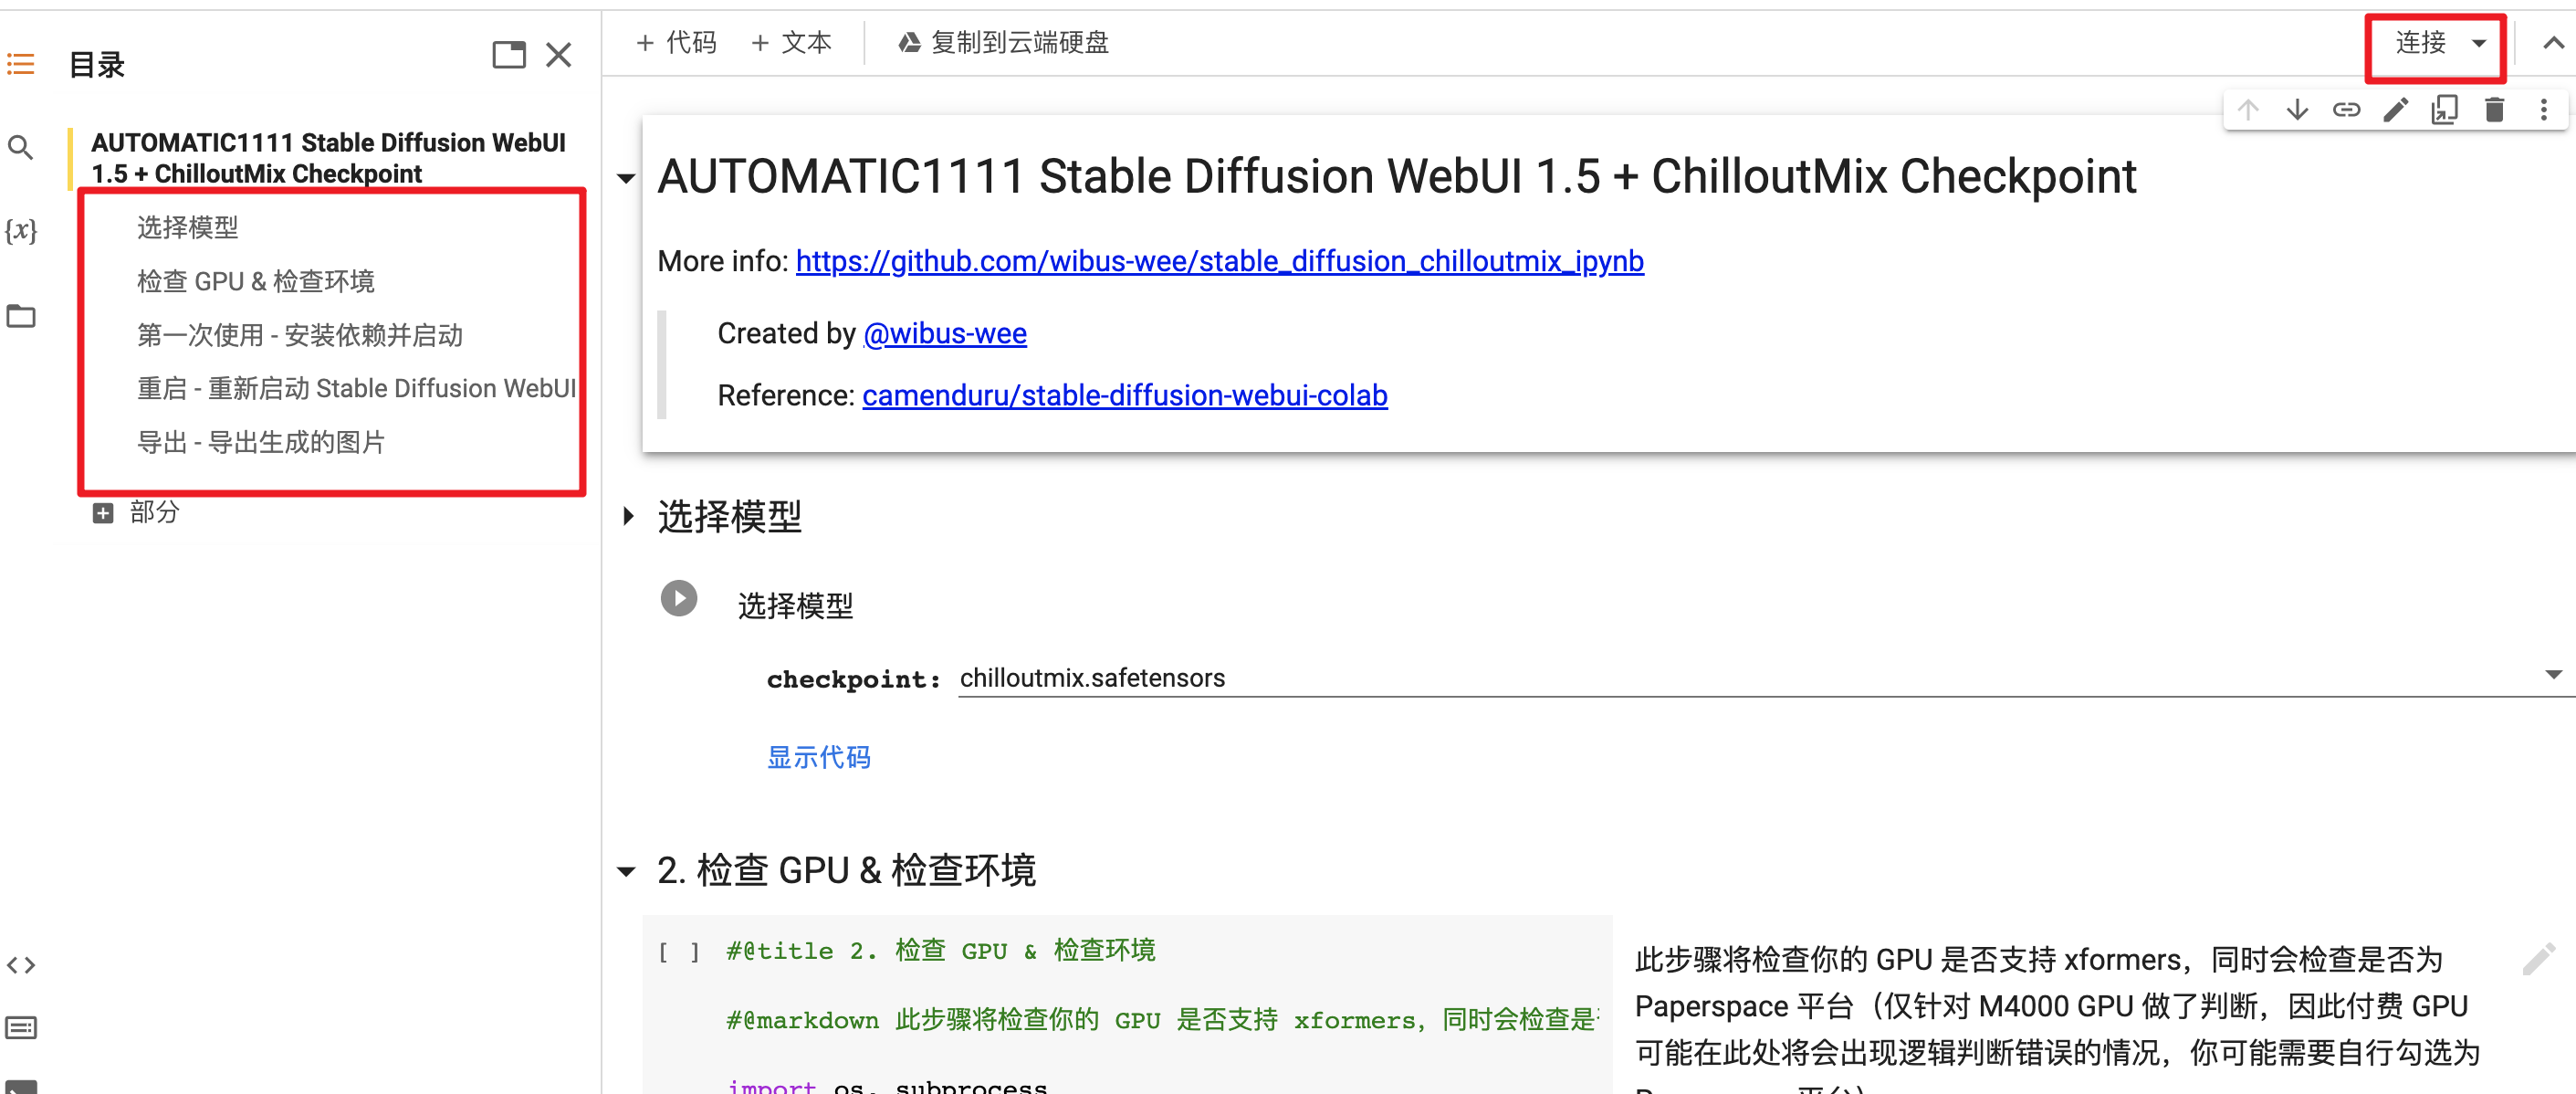 目录
AUTOMATIC1111 Stable Diffusion WebUI
1.5 + ChilloutMix Checkpoint
选择模型
检查 GPU & 检查环境
第一次使用 - 安装依赖并启动
重启 - 重新启动 Stable Diffusion WebUI
导出 - 导出生成的图片
部分
{x}
+ 代码 + 文本 复制到云端硬盘
连接
AUTOMATIC1111 Stable Diffusion WebUI 1.5 + ChilloutMix Checkpoint
More info: https://github.com/wibus-wee/stable_diffusion_chilloutmix_ipynb
Created by @wibus-wee
Reference: camenduru/stable-diffusion-webui-colab
选择模型
选择模型
checkpoint: chilloutmix.safetensors
显示代码
2. 检查 GPU & 检查环境
[ ] #@title 2. 检查 GPU & 检查环境
#@markdown 此步骤将检查你的 GPU 是否支持 xformers，同时会检查是
import os, subprocess
此步骤将检查你的 GPU 是否支持 xformers，同时会检查是否为
Paperspace 平台（仅针对 M4000 GPU 做了判断，因此付费 GPU
可能在此处将会出现逻辑判断错误的情况，你可能需要自行勾选为